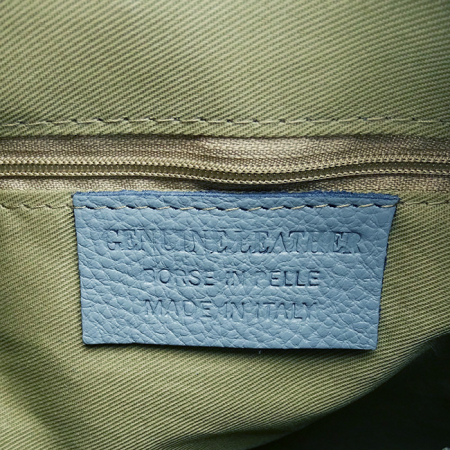 GENUINE LEATHER
BORSE IN PELLE
MADE IN ITALY